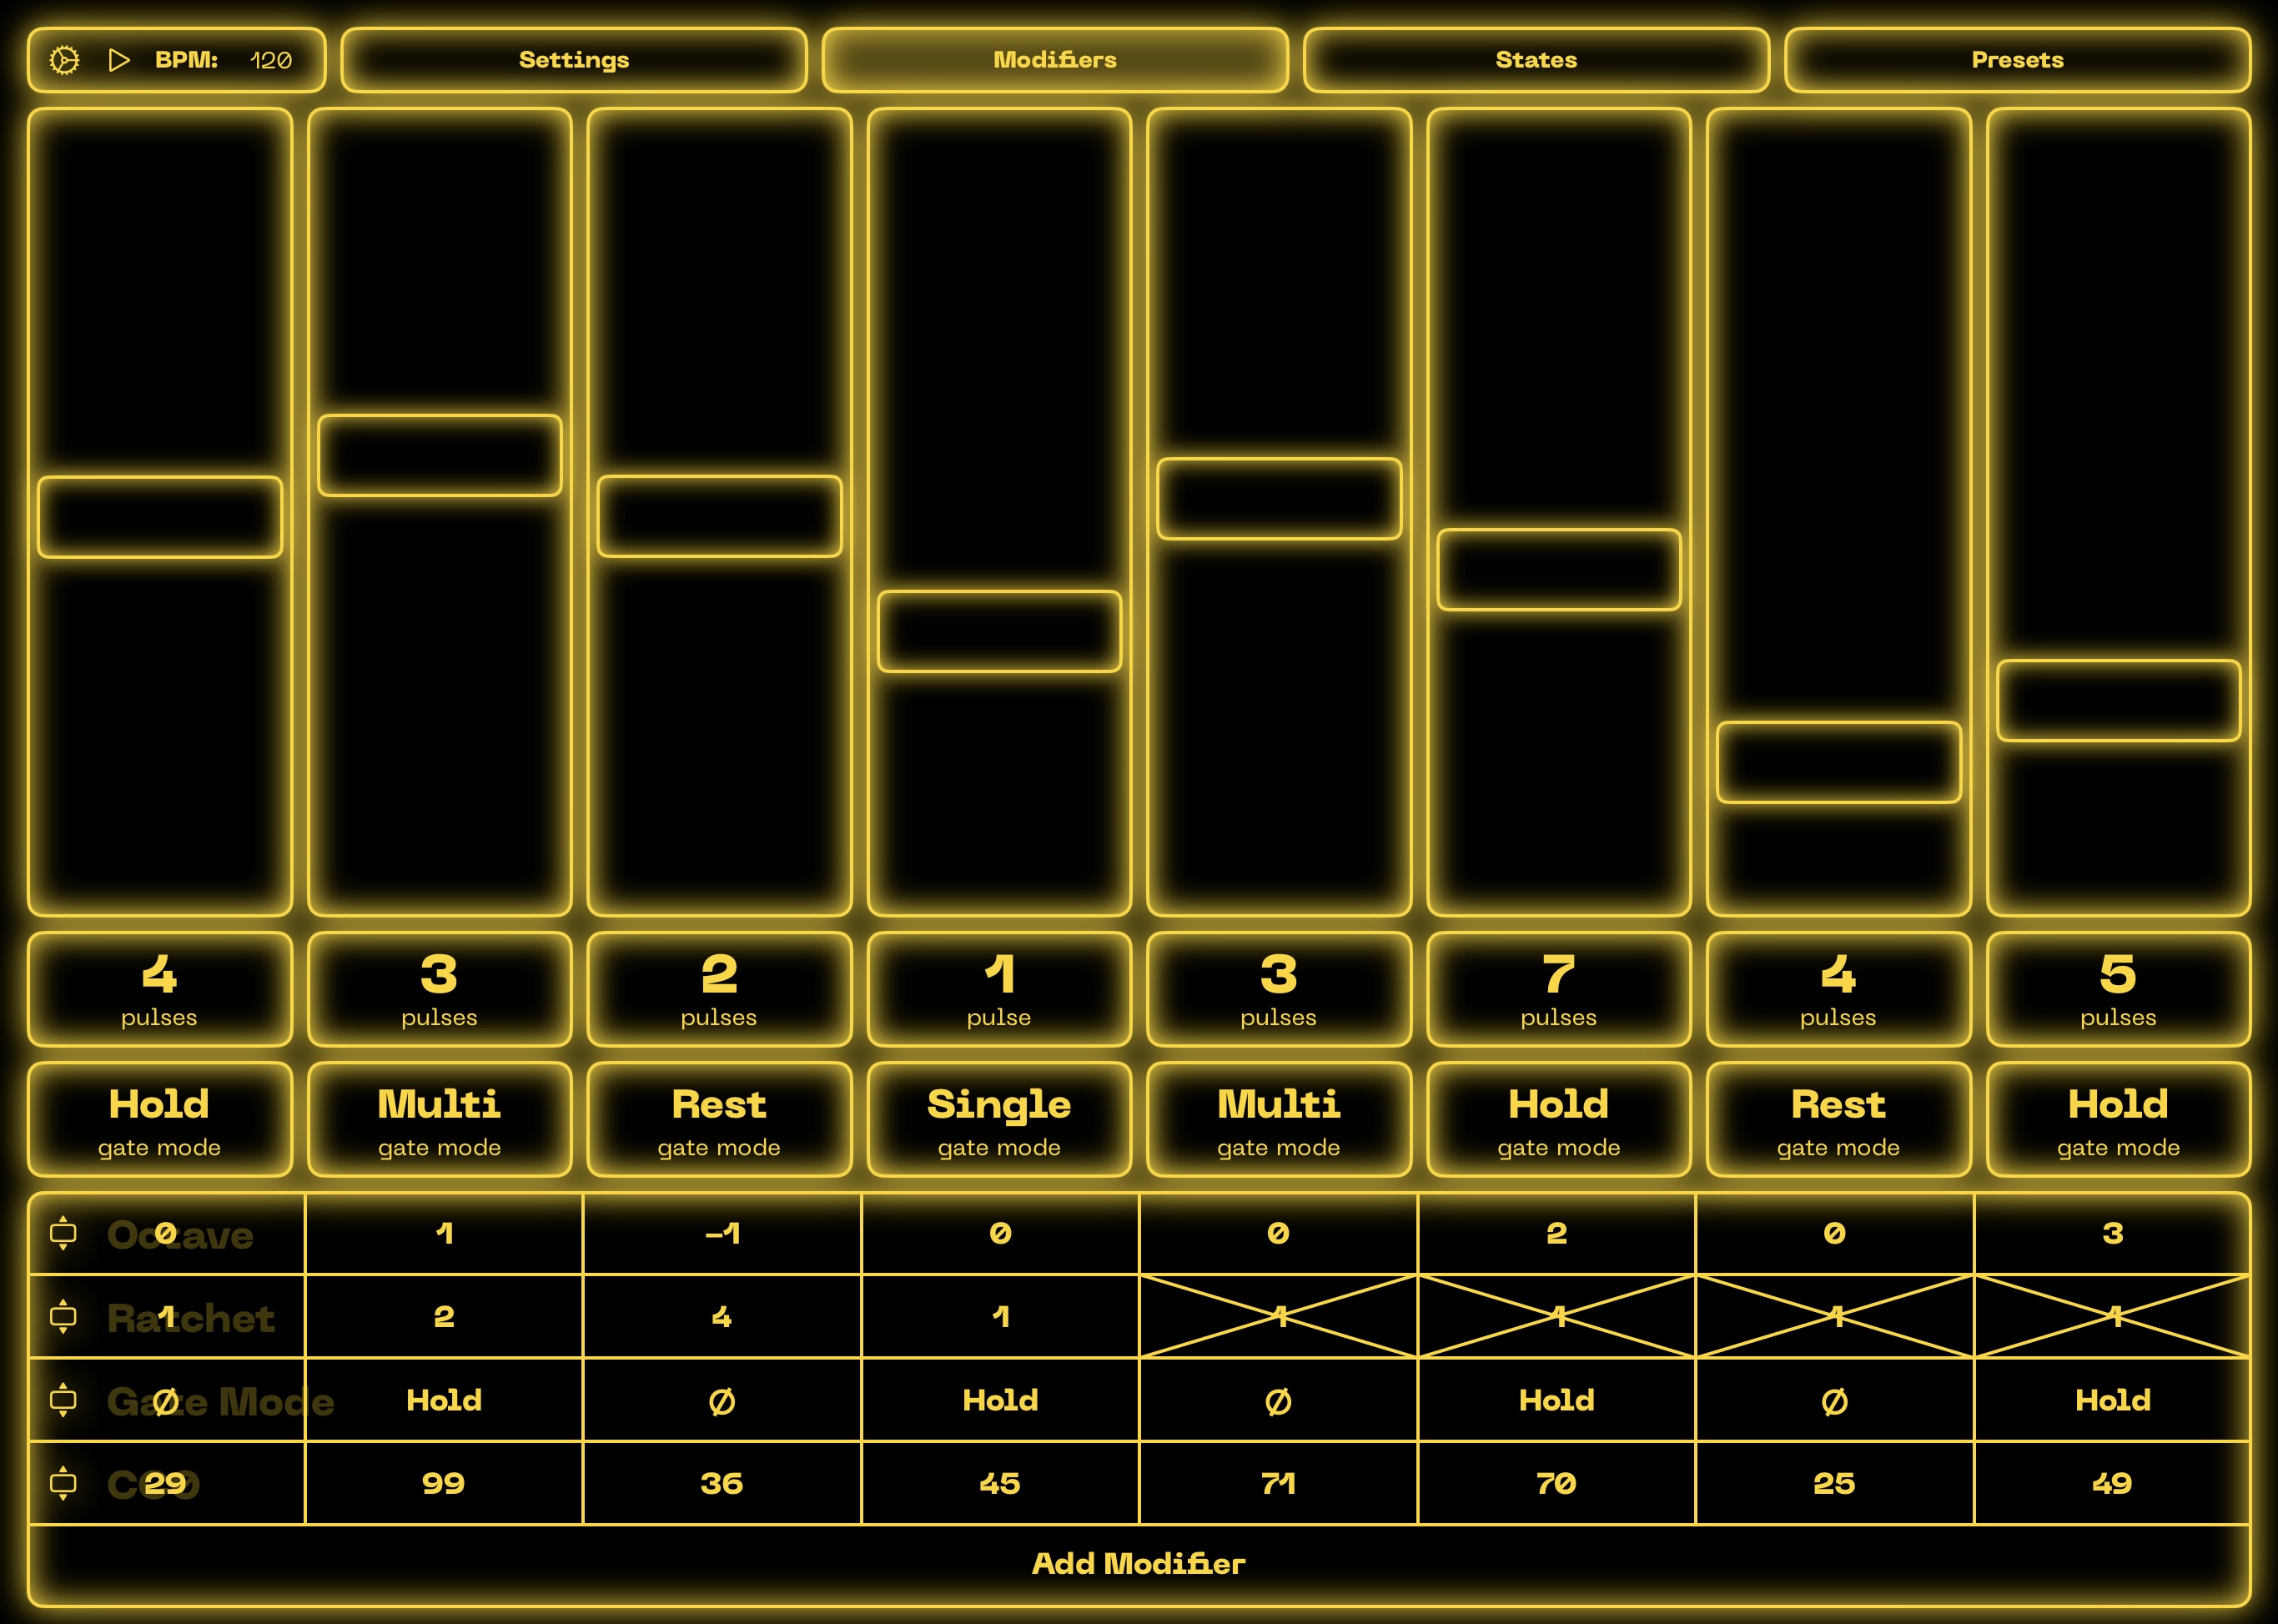 BPM: 120 Settings Modifiers States Presets
4 3 2 1 3 7 4 5
pulses pulses pulses pulse pulses pulses pulses pulses
Hold Multi Rest Single Multi Hold Rest Hold
gate mode gate mode gate mode gate mode gate mode gate mode gate mode gate mode
Octave 0 1 -1 0 0 2 0 3
Ratchet 1 2 4 1 1 1 1 1
Gate Mode Ø Hold Ø Hold Ø Hold Ø Hold
CC0 29 99 36 45 71 70 25 49
Add Modifier